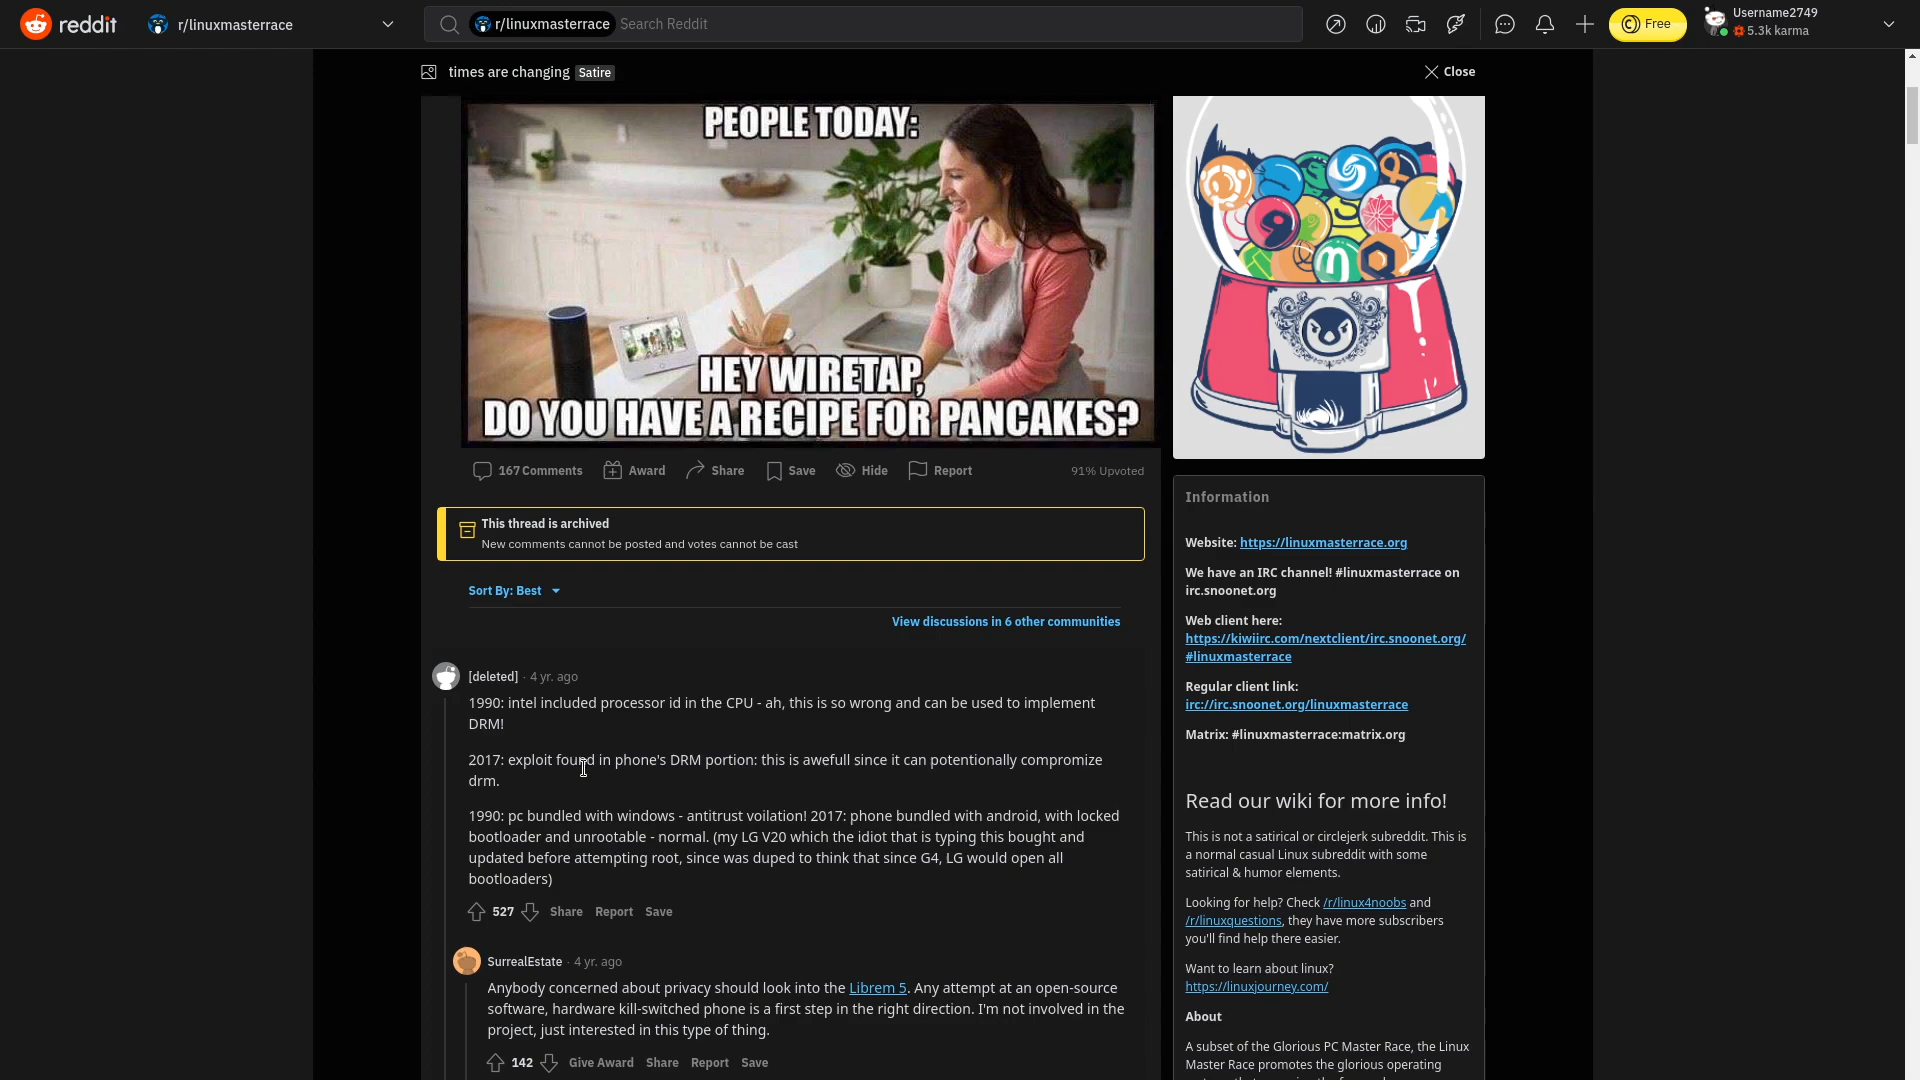 reddit
r/linuxmasterrace
r/linuxmasterrace Search Reddit
Free
Username2749
5.3k karma
times are changing Satire
Close
PEOPLE TODAY:
HEY WIRETAP,
DO YOU HAVE A RECIPE FOR PANCAKES?
167 Comments Award Share Save Hide Report 91% Upvoted
This thread is archived
New comments cannot be posted and votes cannot be cast
Sort By: Best
View discussions in 6 other communities
[deleted] · 4 yr. ago
1990: intel included processor id in the CPU - ah, this is so wrong and can be used to implement
DRM!
2017: exploit found in phone's DRM portion: this is awefull since it can potentionally compromize
drm.
1990: pc bundled with windows - antitrust voilation! 2017: phone bundled with android, with locked
bootloader and unrootable - normal. (my LG V20 which the idiot that is typing this bought and
updated before attempting root, since was duped to think that since G4, LG would open all
bootloaders)
527 Share Report Save
SurrealEstate · 4 yr. ago
Anybody concerned about privacy should look into the Librem 5. Any attempt at an open-source
software, hardware kill-switched phone is a first step in the right direction. I'm not involved in the
project, just interested in this type of thing.
142 Give Award Share Report Save
Information
Website: https://linuxmasterrace.org
We have an IRC channel! #linuxmasterrace on
irc.snoonet.org
Web client here:
https://kiwiirc.com/nextclient/irc.snoonet.org/
#linuxmasterrace
Regular client link:
irc://irc.snoonet.org/linuxmasterrace
Matrix: #linuxmasterrace:matrix.org
Read our wiki for more info!
This is not a satirical or circlejerk subreddit. This is
a normal casual Linux subreddit with some
satirical & humor elements.
Looking for help? Check /r/linux4noobs and
/r/linuxquestions, they have more subscribers
you'll find help there easier.
Want to learn about linux?
https://linuxjourney.com/
About
A subset of the Glorious PC Master Race, the Linux
Master Race promotes the glorious operating